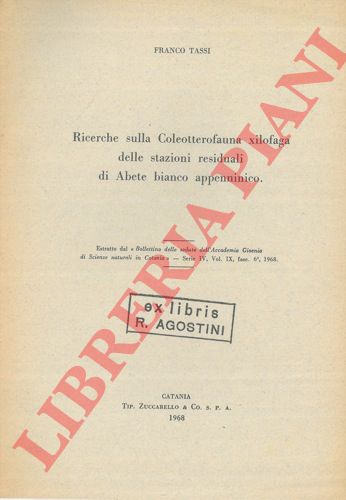 FRANCO TASSI
Ricerche sulla Coleotterofauna xilofaga
delle stazioni residuali
di Abete bianco appenninico.
Estratto dal « Bollettino delle sedute dell'Accademia Gioenia
di Scienze naturali in Catania » — Serie IV, Vol. IX, fasc. 6°, 1968.
ex libris
R. AGOSTINI
CATANIA
TIP. ZUCCARELLO & CO. S. P. A.
1968
LIBRERIA PIANI